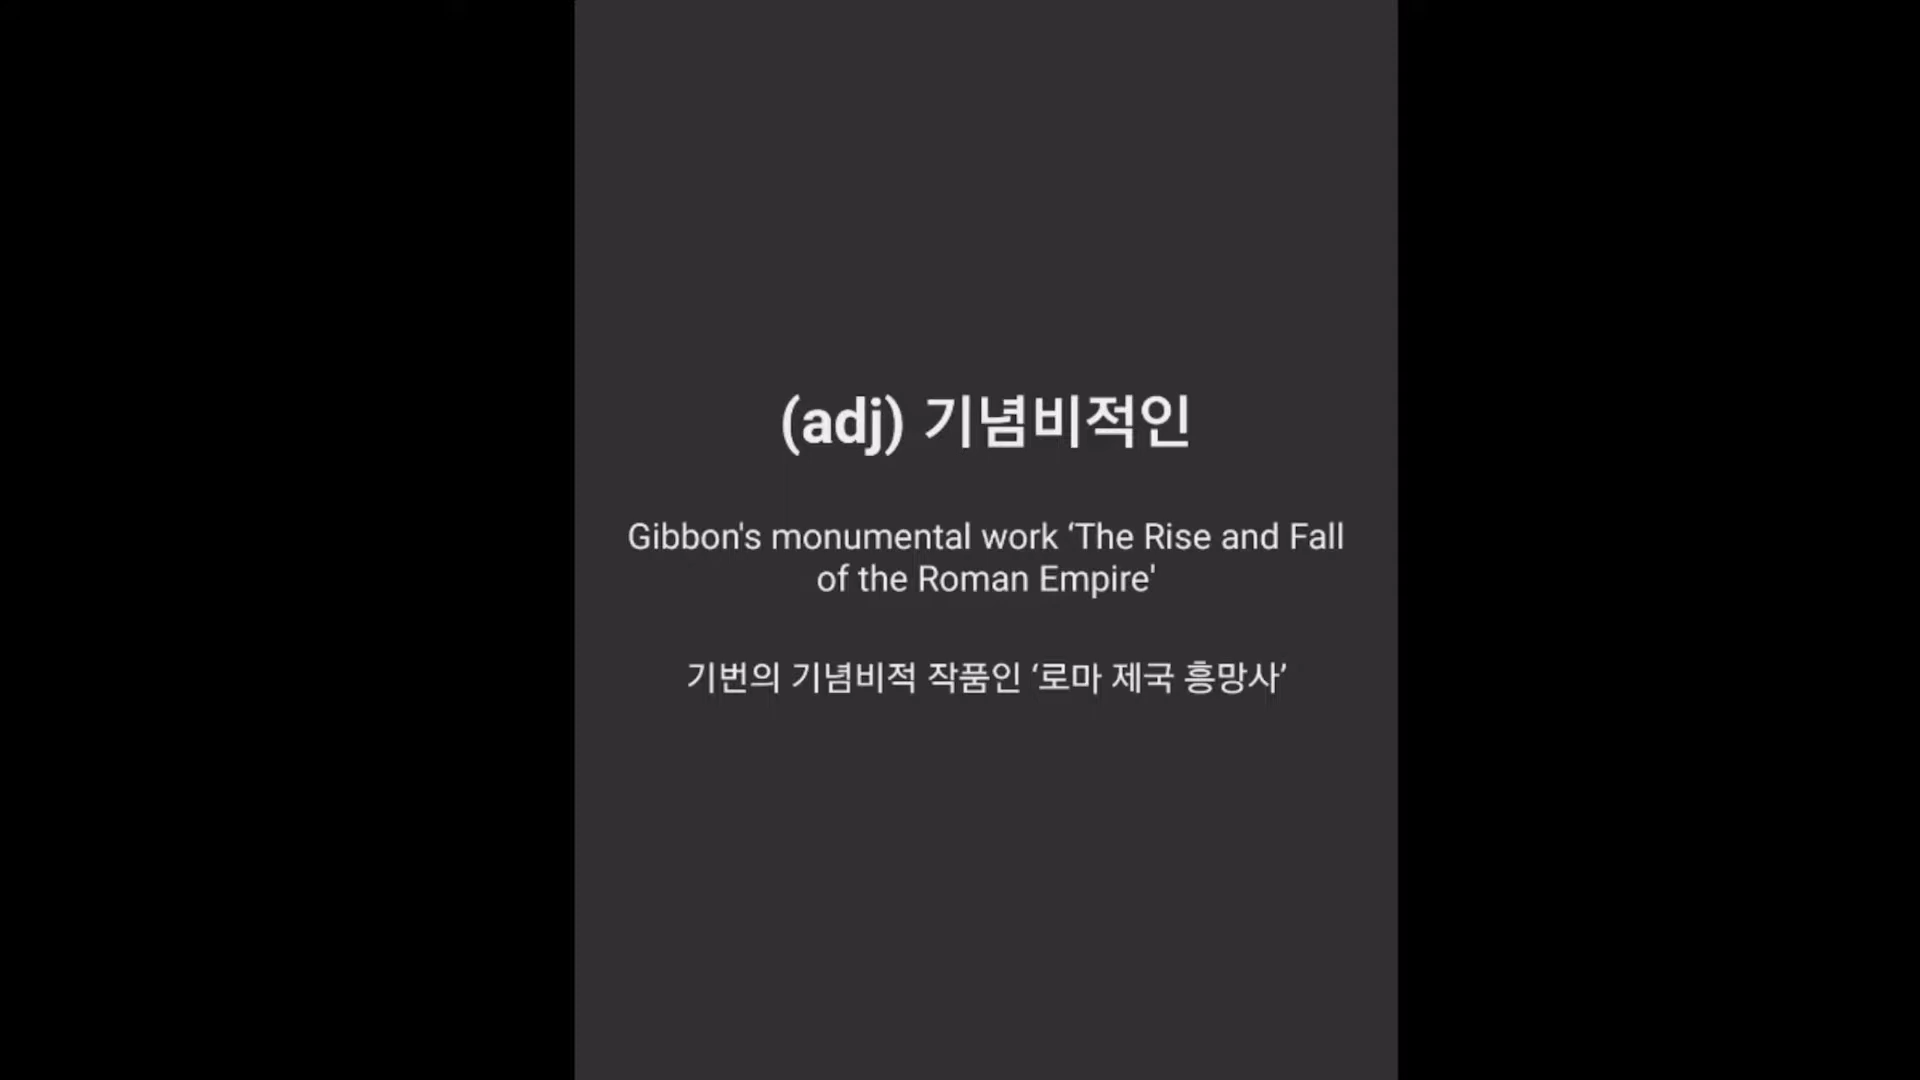 (adj) 기념비적인
Gibbon's monumental work ‘The Rise and Fall
of the Roman Empire'
기번의 기념비적 작품인 ‘로마 제국 흥망사’